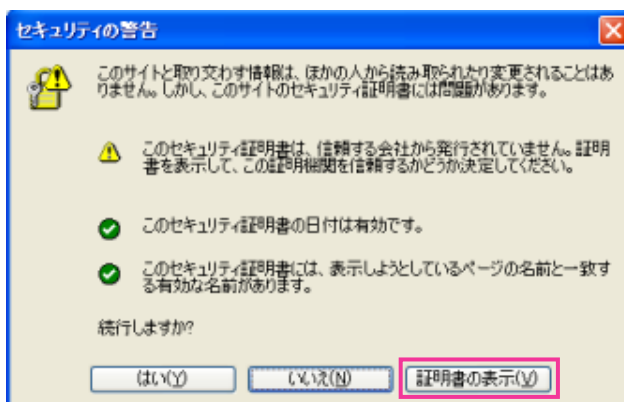 セキュリティの警告
このサイトと取り交わす情報は、ほかの人から読み取られたり変更されることはあ
りません。しかし、このサイトのセキュリティ証明書には問題があります。
このセキュリティ証明書は、信頼する会社から発行されていません。証明
書を表示して、この証明機関を信頼するかどうか決定してください。
このセキュリティ証明書の日付は有効です。
このセキュリティ証明書には、表示しようとしているページの名前と一致す
る有効な名前があります。
続行しますか?
はい(Y) いいえ(N) 証明書の表示(V)